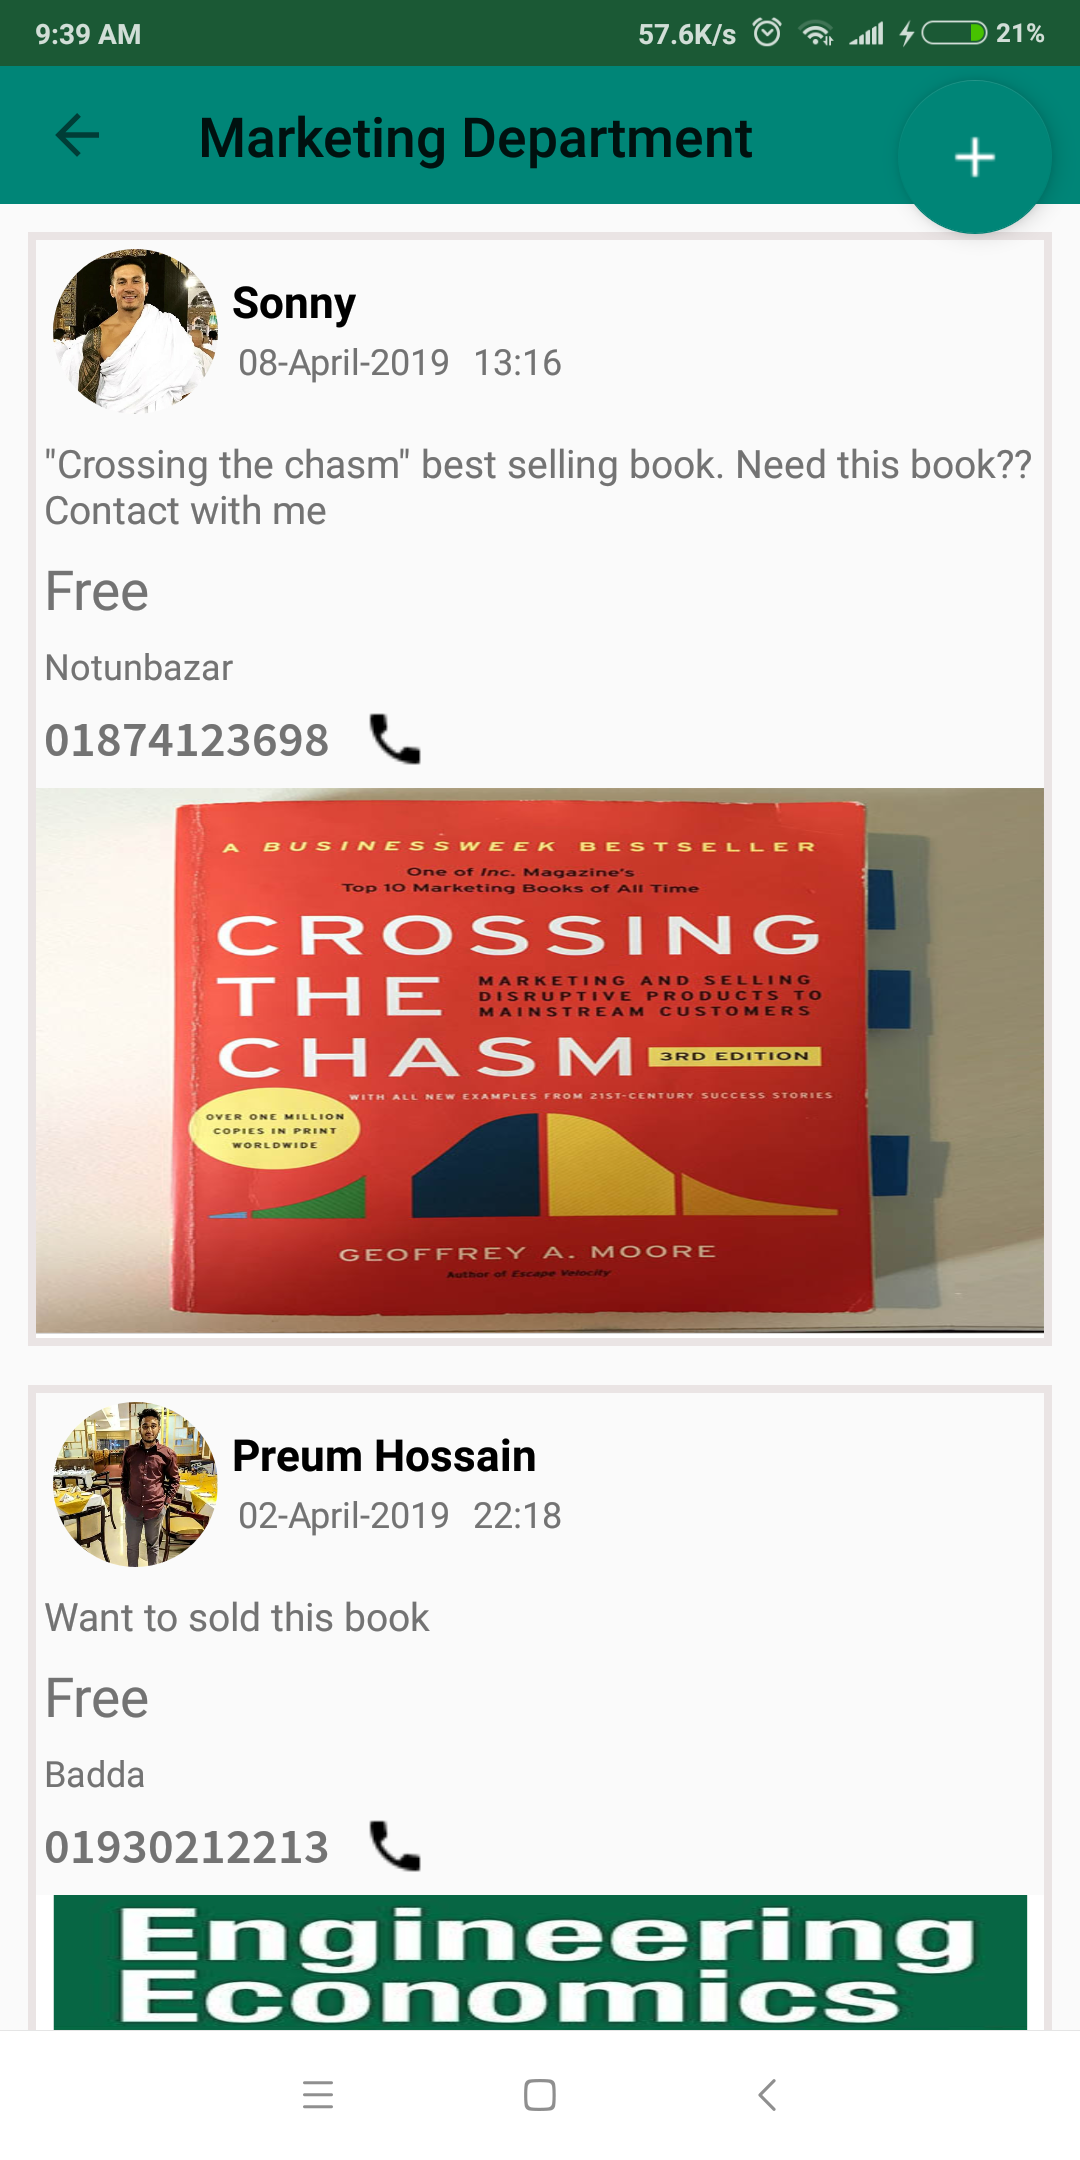 9:39 AM 57.6K/s 21%
Marketing Department
Sonny
08-April-2019 13:16
"Crossing the chasm" best selling book. Need this book??
Contact with me
Free
Notunbazar
01874123698
A BUSINESSWEEK BESTSELLER
One of Inc. Magazine's
Top 10 Marketing Books of All Time
CROSSING
THE
MARKETING AND SELLING
DISRUPTIVE PRODUCTS TO
MAINSTREAM CUSTOMERS
CHASM 3RD EDITION
WITH ALL NEW EXAMPLES FROM 21ST-CENTURY SUCCESS STORIES
OVER ONE MILLION
COPIES IN PRINT
WORLDWIDE
GEOFFREY A. MOORE
Author of Escape Velocity
Preum Hossain
02-April-2019 22:18
Want to sold this book
Free
Badda
01930212213
Engineering
Economics